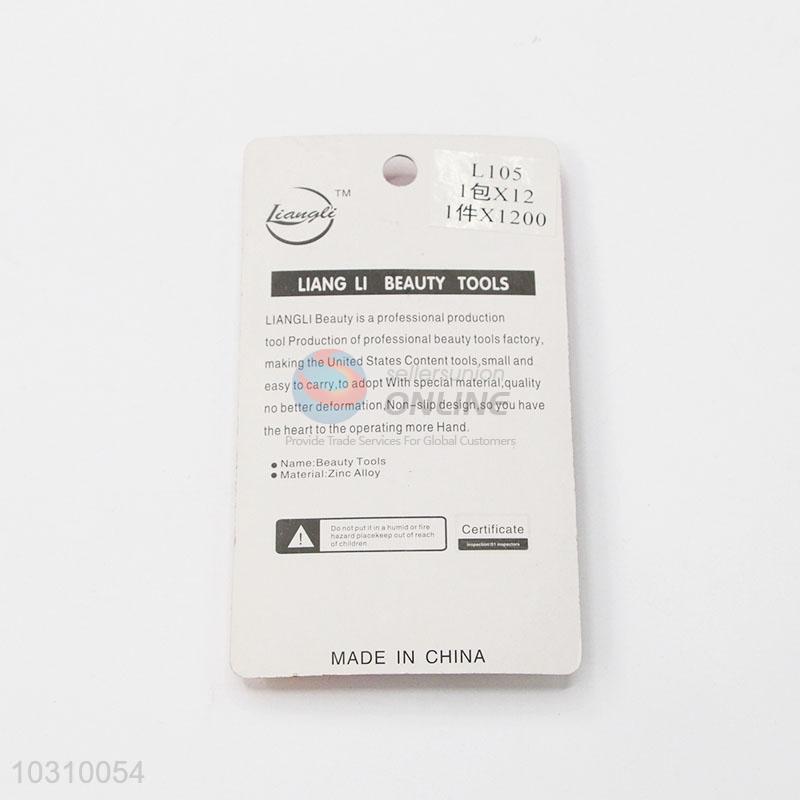 L105
1包X12
1件X1200
Liangli TM
LIANG LI BEAUTY TOOLS
LIANGLI Beauty is a professional production
tool Production of professional beauty tools factory,
making the United States Content tools,small and
easy to carry,to adopt With special material,quality
no better deformation,Non-slip design,so you have
the heart to the operating more Hand.
sellersunion
ONLINE
Provide Trade Services For Global Customers
Name:Beauty Tools
Material:Zinc Alloy
Do not put it in a humid or fire
hazard placekeep out of reach
of children
Certificate
Inspection:01 inspectors
MADE IN CHINA
10310054